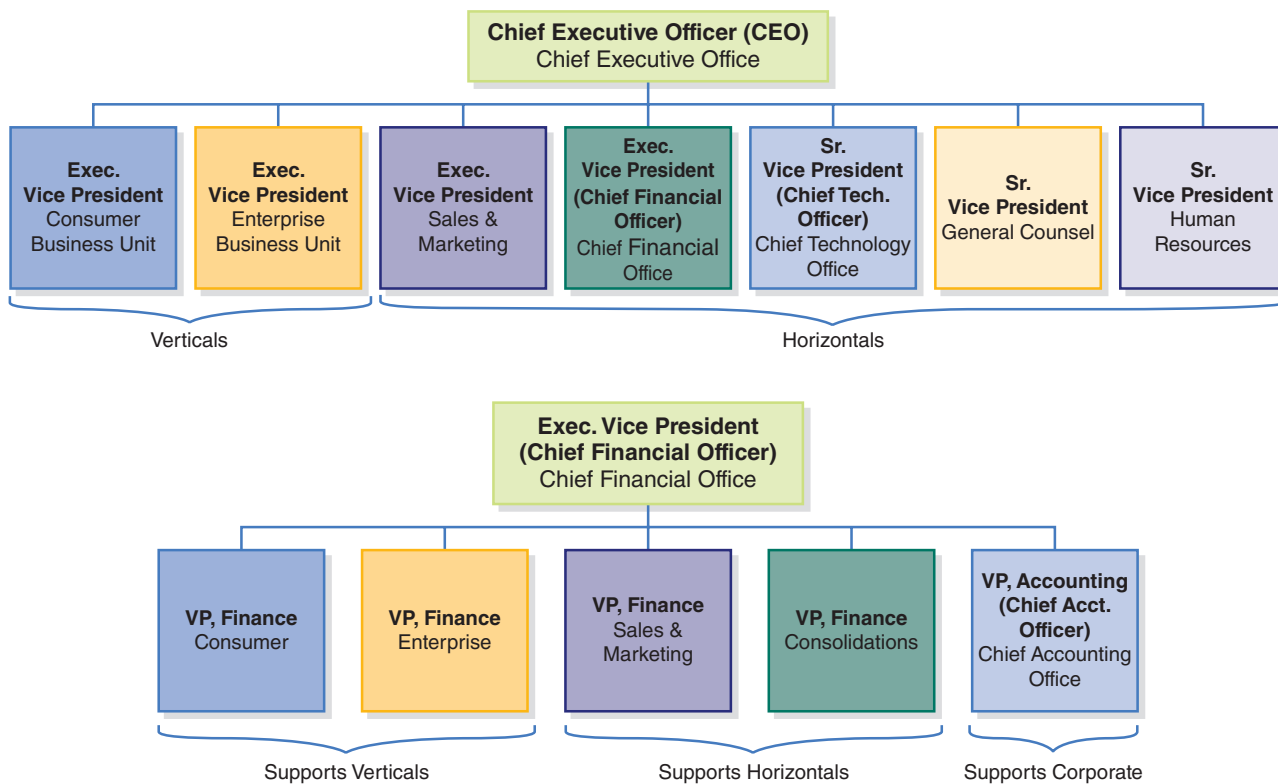 Chief Executive Officer (CEO)
Chief Executive Office
Exec.
Vice President
Consumer
Business Unit
Exec.
Vice President
Enterprise
Business Unit
Exec.
Vice President
Sales &
Marketing
Exec.
Vice President
(Chief Financial
Officer)
Chief Financial
Office
Sr.
Vice President
(Chief Tech.
Officer)
Chief Technology
Office
Sr.
Vice President
General Counsel
Sr.
Vice President
Human
Resources
Verticals
Horizontals
Exec. Vice President
(Chief Financial Officer)
Chief Financial Office
VP, Finance
Consumer
VP, Finance
Enterprise
VP, Finance
Sales &
Marketing
VP, Finance
Consolidations
VP, Accounting
(Chief Acct.
Officer)
Chief Accounting
Office
Supports Verticals
Supports Horizontals
Supports Corporate